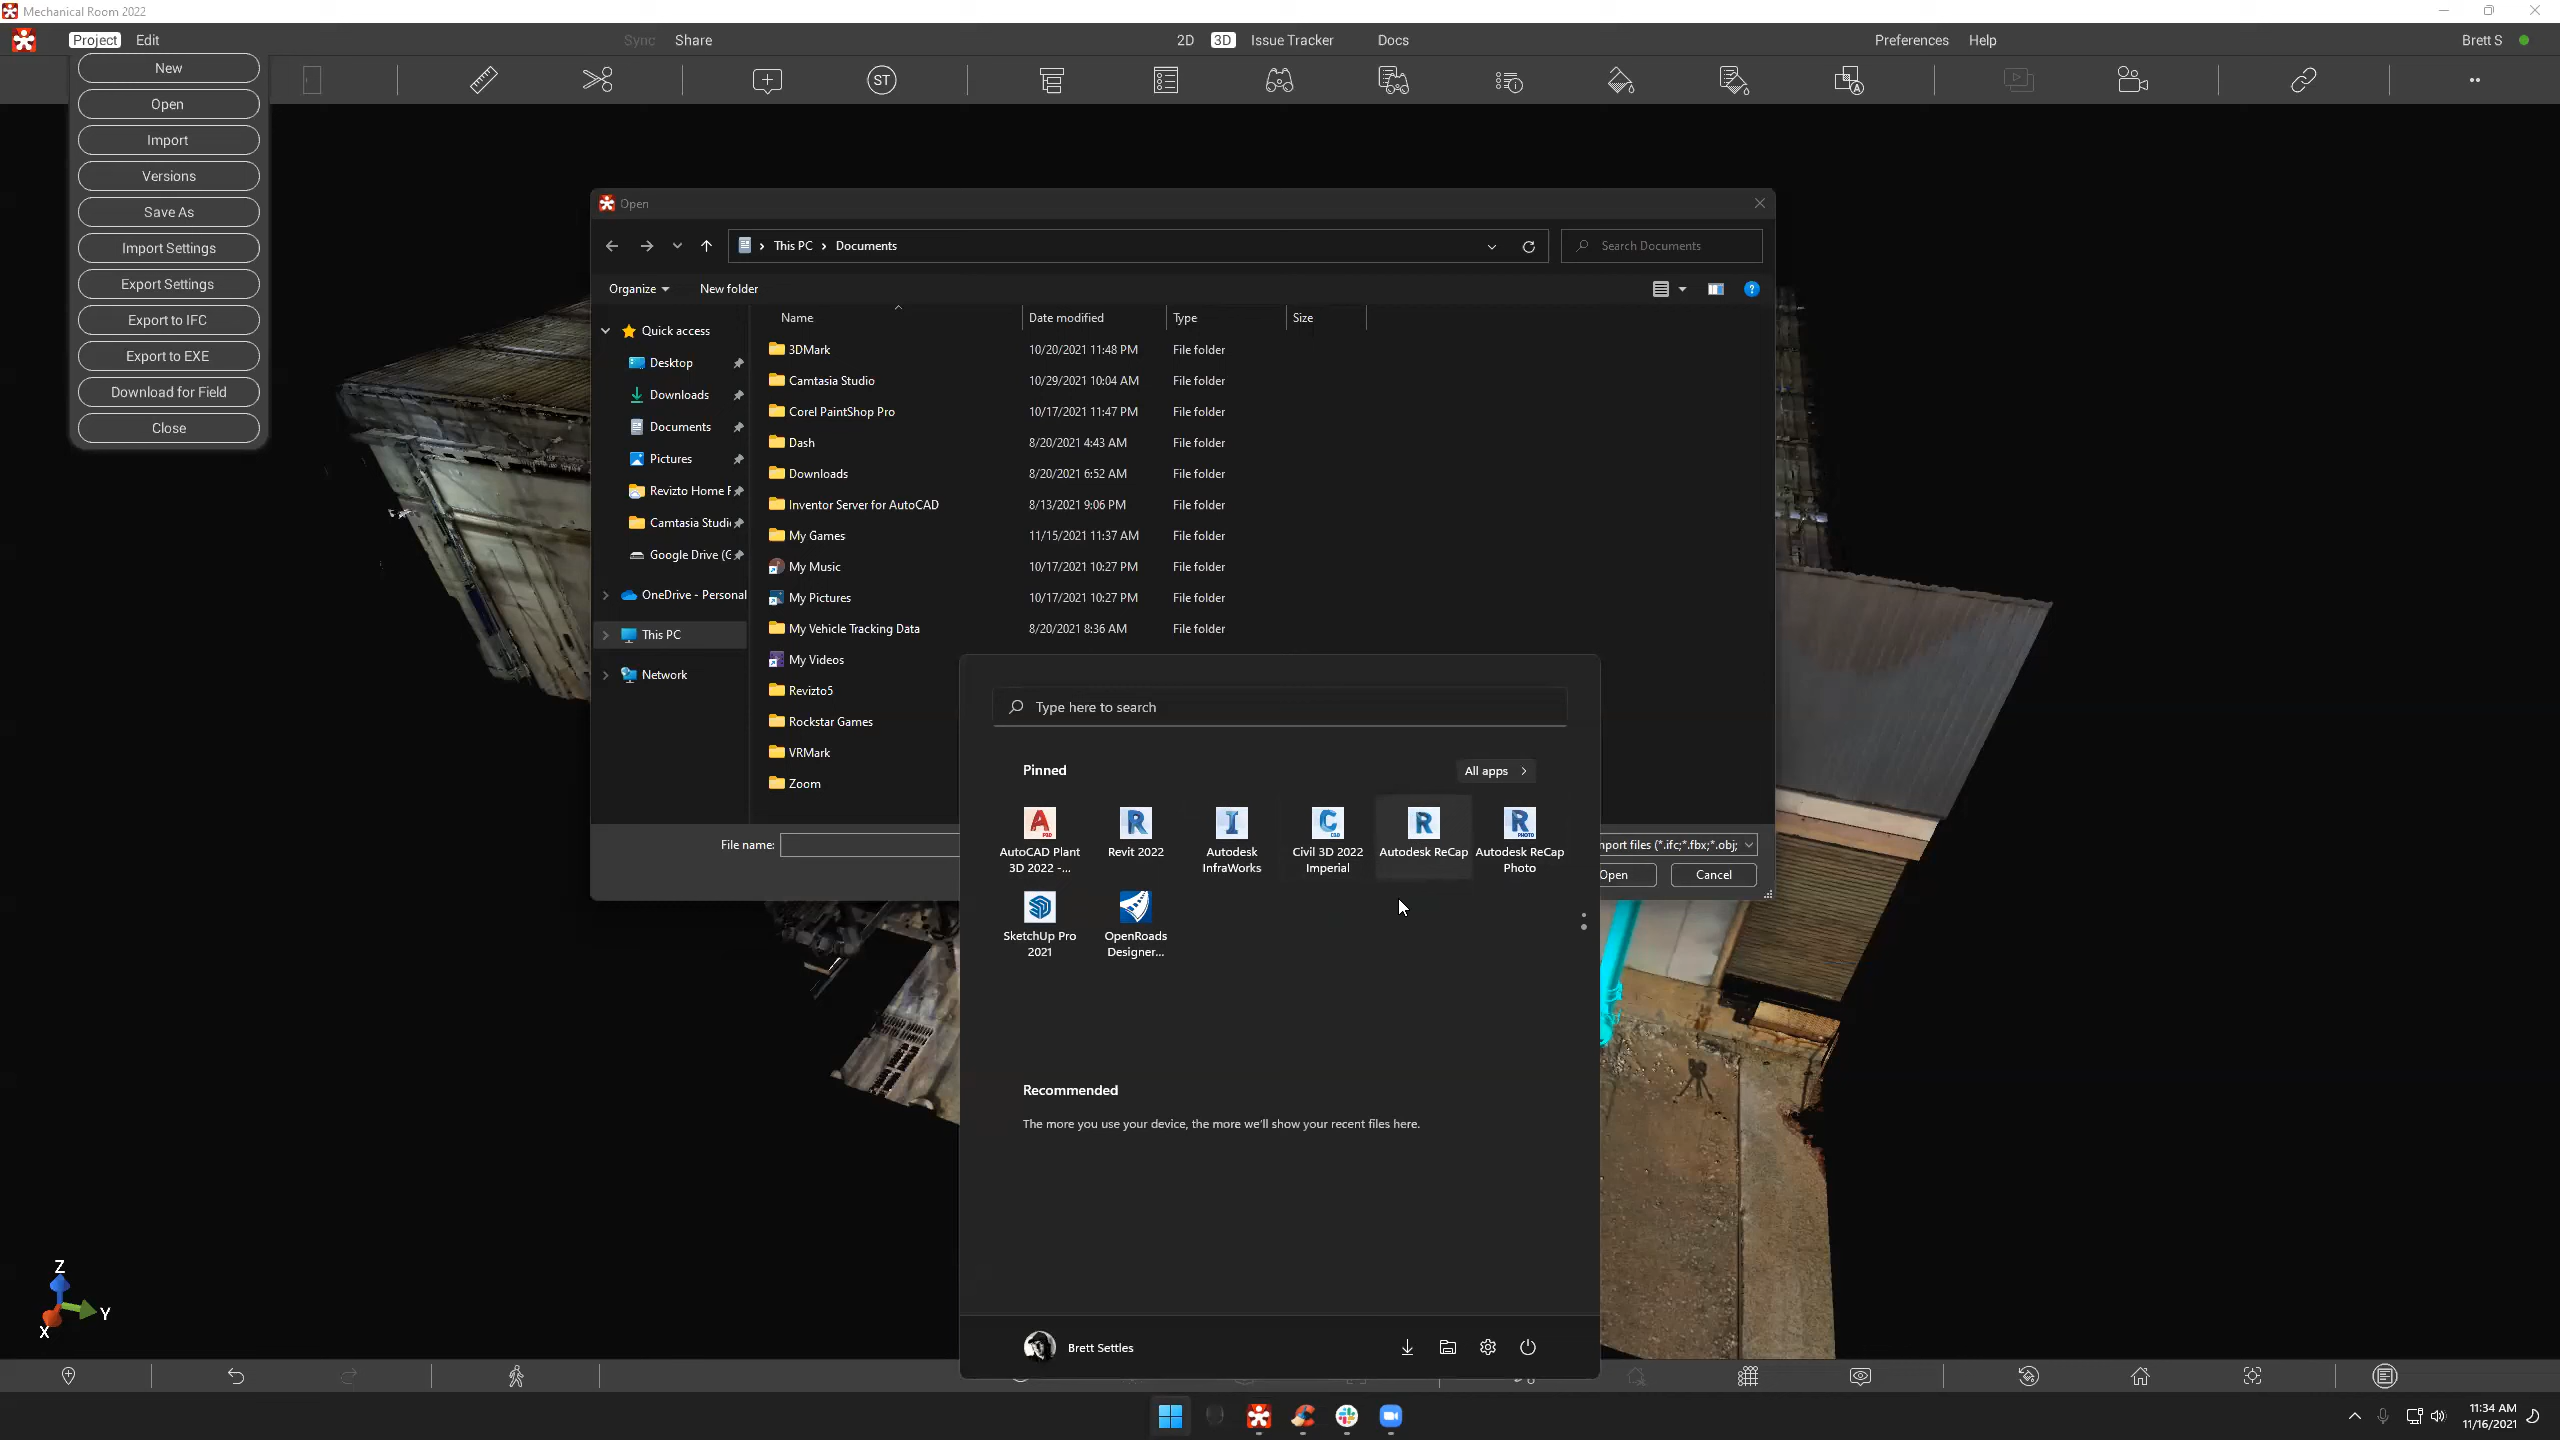 Mechanical Room 2022
Project Edit Sync Share 2D 3D Issue Tracker Docs Preferences Help Brett S
New
Open
Import
Versions
Save As
Import Settings
Export Settings
Export to IFC
Export to EXE
Download for Field
Close
ST
Open
This PC > Documents
Search Documents
Organize New folder
Name Date modified Type Size
Quick access
Desktop
Downloads
Documents
Pictures
Revizto Home F
Camtasia Studi
Google Drive (G
OneDrive - Personal
This PC
Network
3DMark 10/20/2021 11:48 PM File folder
Camtasia Studio 10/29/2021 10:04 AM File folder
Corel PaintShop Pro 10/17/2021 11:47 PM File folder
Dash 8/20/2021 4:43 AM File folder
Downloads 8/20/2021 6:52 AM File folder
Inventor Server for AutoCAD 8/13/2021 9:06 PM File folder
My Games 11/15/2021 11:37 AM File folder
My Music 10/17/2021 10:27 PM File folder
My Pictures 10/17/2021 10:27 PM File folder
My Vehicle Tracking Data 8/20/2021 8:36 AM File folder
My Videos
Revizto5
Rockstar Games
VRMark
Zoom
File name:
mport files (*.ifc;*.fbx;*.obj;
Open Cancel
Type here to search
Pinned All apps >
AutoCAD Plant 3D 2022 -...
Revit 2022
Autodesk InfraWorks
Civil 3D 2022 Imperial
Autodesk ReCap
Autodesk ReCap Photo
SketchUp Pro 2021
OpenRoads Designer...
Recommended
The more you use your device, the more we'll show your recent files here.
Brett Settles
Z
Y
X
11:34 AM
11/16/2021